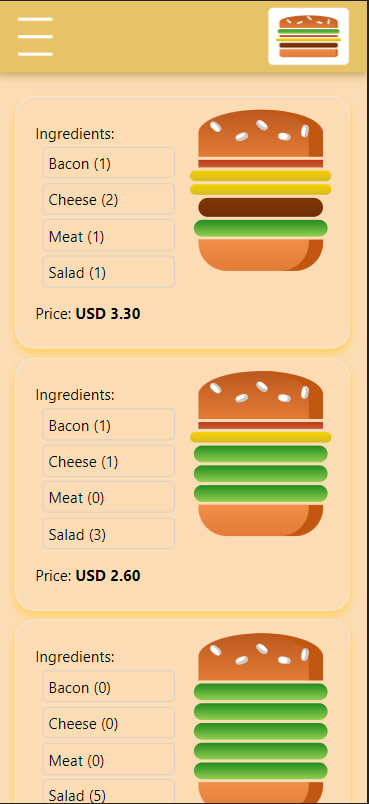 Ingredients:
Bacon (1)
Cheese (2)
Meat (1)
Salad (1)
Price: USD 3.30
Ingredients:
Bacon (1)
Cheese (1)
Meat (0)
Salad (3)
Price: USD 2.60
Ingredients:
Bacon (0)
Cheese (0)
Meat (0)
Salad (5)